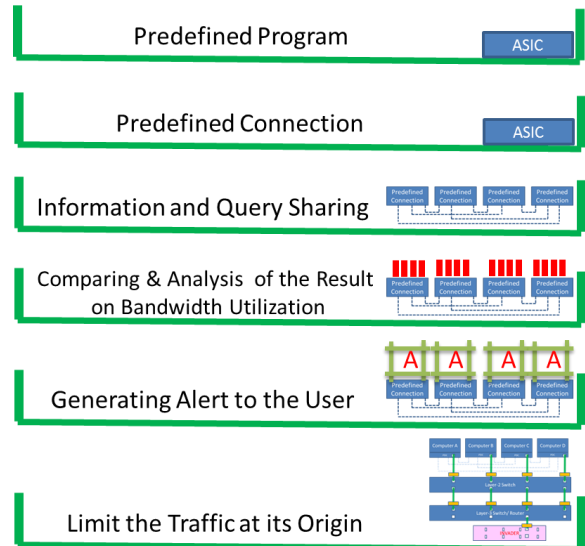 Predefined Program
ASIC
Predefined Connection
ASIC
Information and Query Sharing
Predefined Predefined Predefined Predefined
Connection Connection Connection Connection
Comparing & Analysis of the Result
on Bandwidth Utilization
Predefined Predefined Predefined Predefined
Connection Connection Connection Connection
Generating Alert to the User
A A A A
Predefined Predefined Predefined Predefined
Connection Connection Connection Connection
Limit the Traffic at its Origin
Computer A Computer B Computer C Computer D
Layer-2 Switch
Switch/ Router